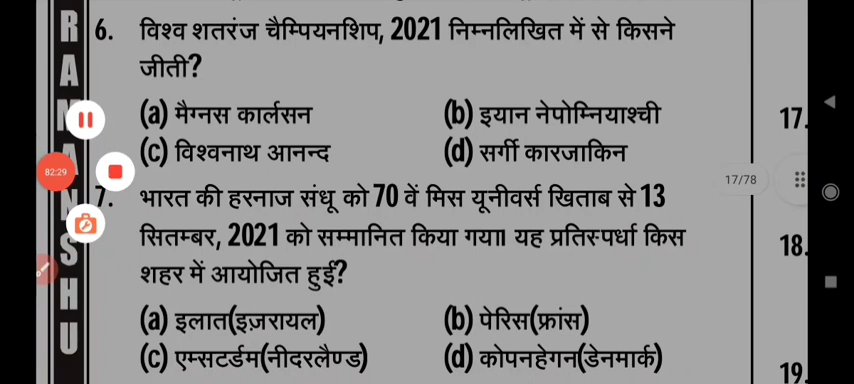 RAMANSHU
6. विश्व शतरंज चैम्पियनशिप, 2021 निम्नलिखित में से किसने
जीती?
(a) मैग्नस कार्लसन (b) इयान नेपोम्नियाश्ची
(c) विश्वनाथ आनन्द (d) सर्गी कारजाकिन
7. भारत की हरनाज संधू को 70 वें मिस यूनीवर्स खिताब से 13
सितम्बर, 2021 को सम्मानित किया गया। यह प्रतिस्पर्धा किस
शहर में आयोजित हुई?
(a) इलात(इज़रायल) (b) पेरिस(फ्रांस)
(c) एम्सटर्डम(नीदरलैण्ड) (d) कोपनहेगन(डेनमार्क)
17.
18.
19.
82:29
17/78